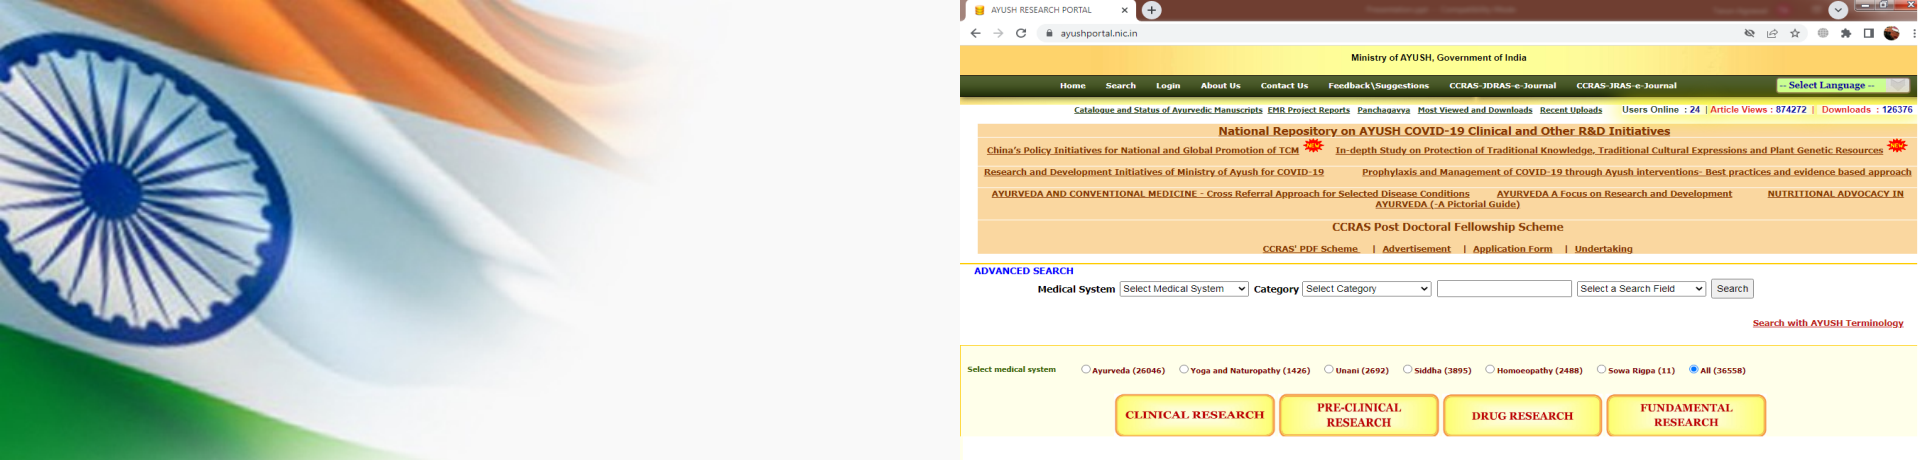 AYUSH RESEARCH PORTAL
ayushportal.nic.in
Ministry of AYUSH, Government of India
Home Search Login About Us Contact Us Feedback\Suggestions CCRAS-JDRAS-e-Journal CCRAS-JRAS-e-Journal -- Select Language --
Catalogue and Status of Ayurvedic Manuscripts EMR Project Reports Panchagavya Most Viewed and Downloads Recent Uploads Users Online : 24 | Article Views : 874272 | Downloads : 126376
National Repository on AYUSH COVID-19 Clinical and Other R&D Initiatives
China's Policy Initiatives for National and Global Promotion of TCM NEW In-depth Study on Protection of Traditional Knowledge, Traditional Cultural Expressions and Plant Genetic Resources NEW
Research and Development Initiatives of Ministry of Ayush for COVID-19 Prophylaxis and Management of COVID-19 through Ayush interventions- Best practices and evidence based approach
AYURVEDA AND CONVENTIONAL MEDICINE - Cross Referral Approach for Selected Disease Conditions AYURVEDA A Focus on Research and Development NUTRITIONAL ADVOCACY IN
AYURVEDA (-A Pictorial Guide)
CCRAS Post Doctoral Fellowship Scheme
CCRAS' PDF Scheme | Advertisement | Application Form | Undertaking
ADVANCED SEARCH
Medical System Select Medical System Category Select Category Select a Search Field Search
Search with AYUSH Terminology
Select medical system Ayurveda (26046) Yoga and Naturopathy (1426) Unani (2692) Siddha (3895) Homoeopathy (2488) Sowa Rigpa (11) All (36558)
CLINICAL RESEARCH PRE-CLINICAL RESEARCH DRUG RESEARCH FUNDAMENTAL RESEARCH